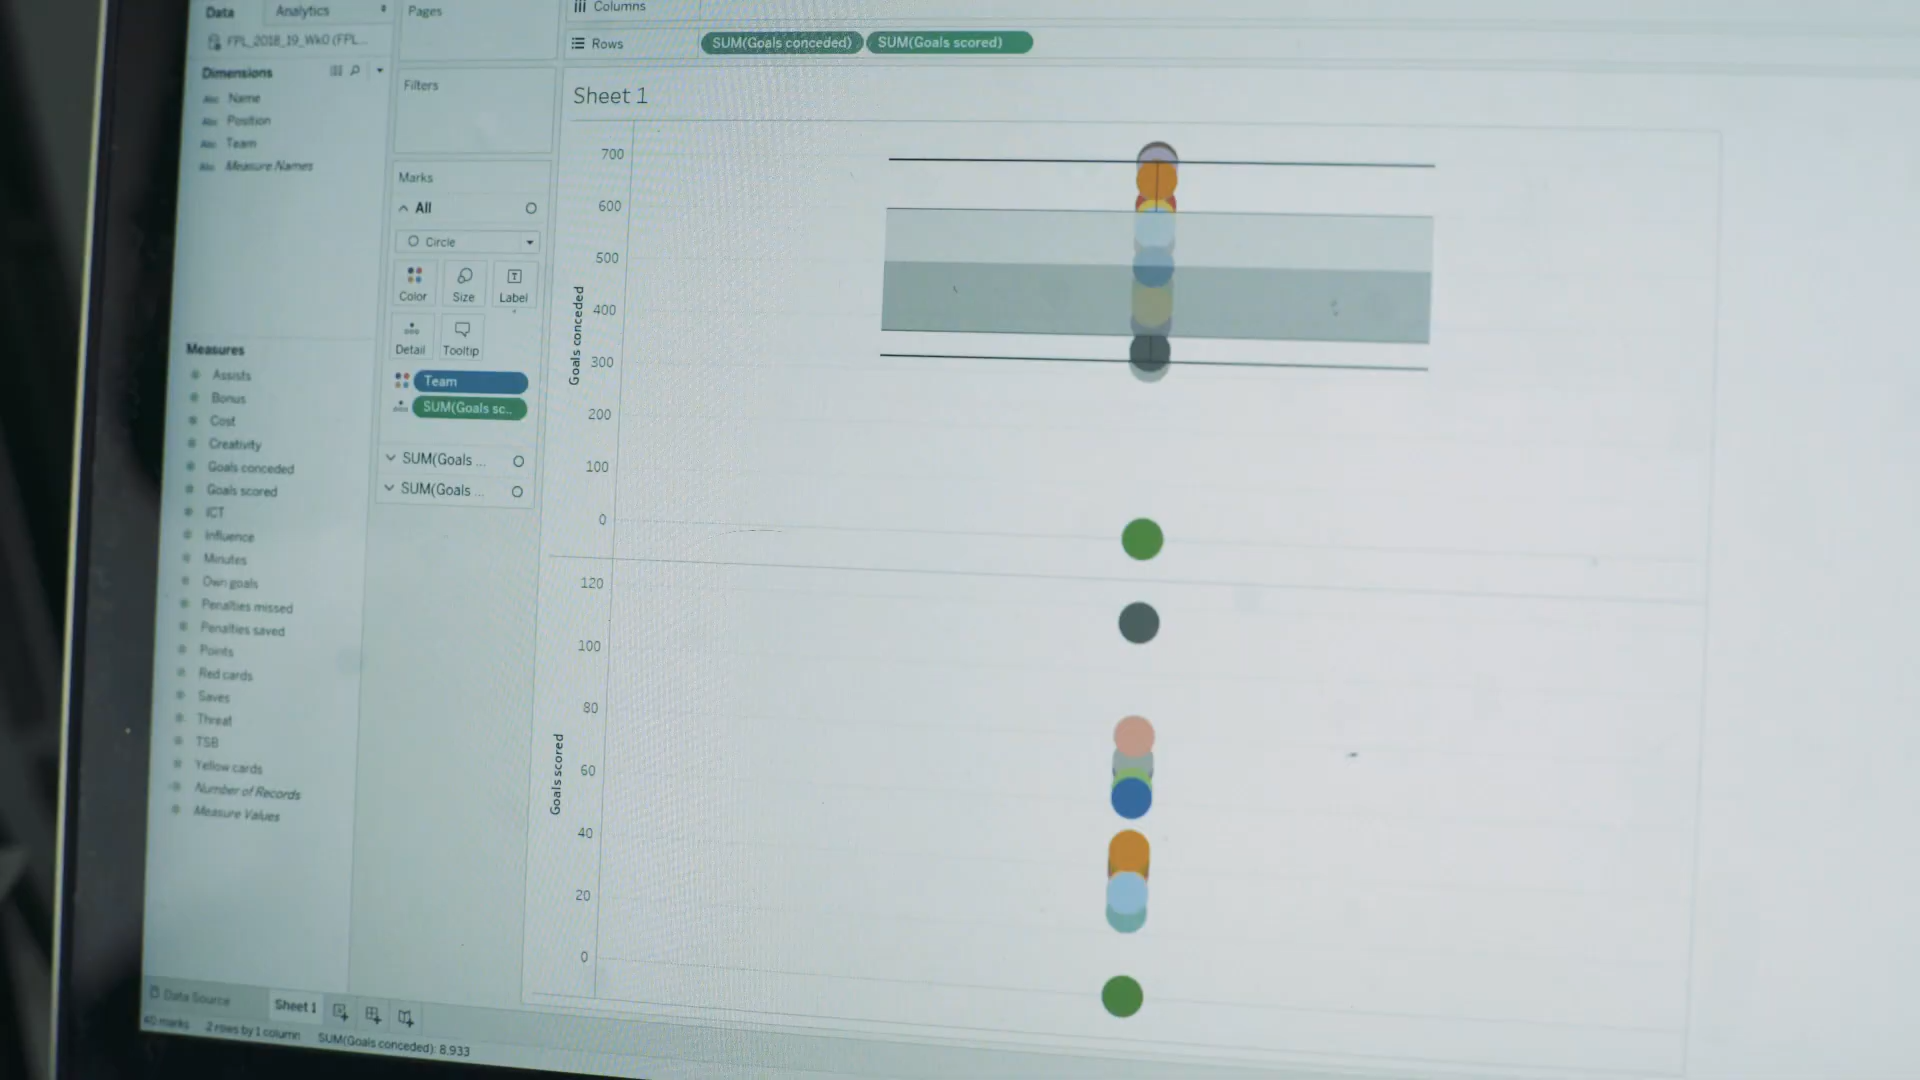 Data
Analytics
Pages
Columns
FPL_2018_19_Wk0 (FPL...
Rows
SUM(Goals conceded)
SUM(Goals scored)
Dimensions
Filters
Sheet 1
Abc Name
Abc Position
Abc Team
Abc Measure Names
Marks
All
Circle
Color
Size
Label
Detail
Tooltip
Team
SUM(Goals sc..
SUM(Goals ...
SUM(Goals ...
Measures
Assists
Bonus
Cost
Creativity
Goals conceded
Goals scored
ICT
Influence
Minutes
Own goals
Penalties missed
Penalties saved
Points
Red cards
Saves
Threat
TSB
Yellow cards
Number of Records
Measure Values
Goals conceded
700
600
500
400
300
200
100
0
Goals scored
120
100
80
60
40
20
0
Data Source
Sheet 1
40 marks
2 rows by 1 column
SUM(Goals conceded): 8,933